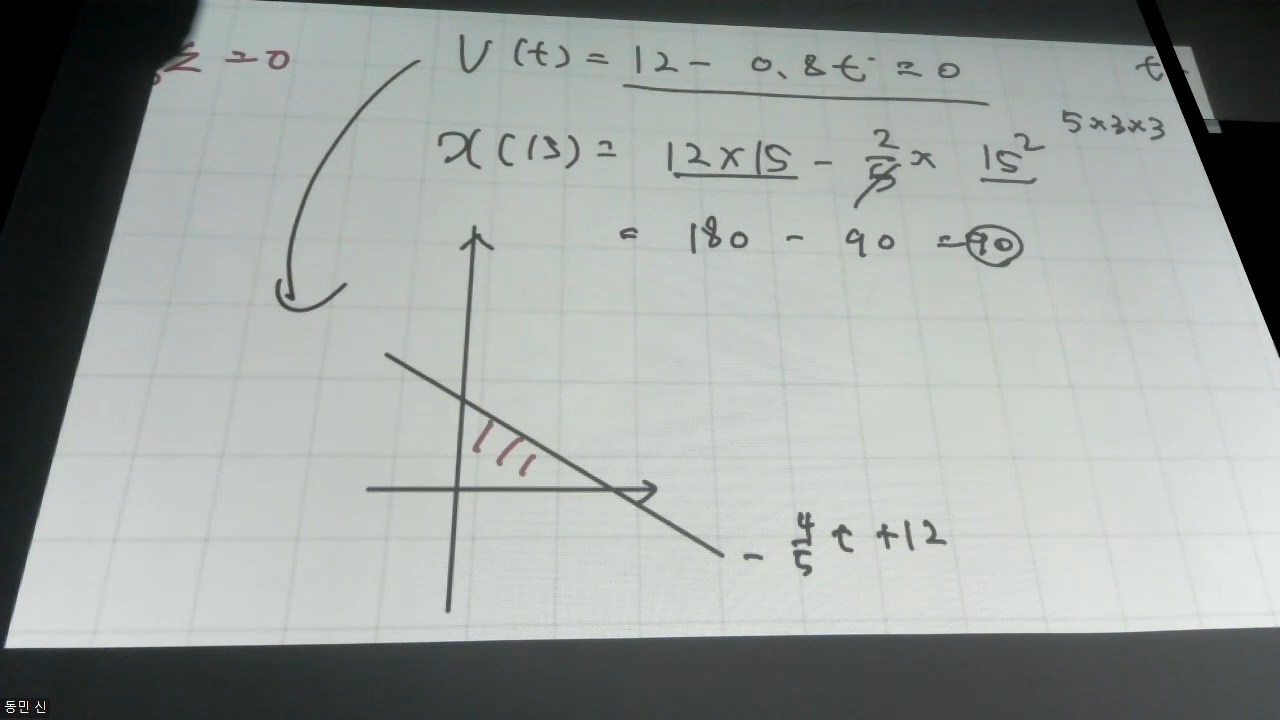 =0
V(t) = 12 - 0.8t = 0
t
5×3×3
x(15) = 12×15 - 2/5 × 15²
= 180 - 90 = 90
- 4/5 t + 12
동민 신